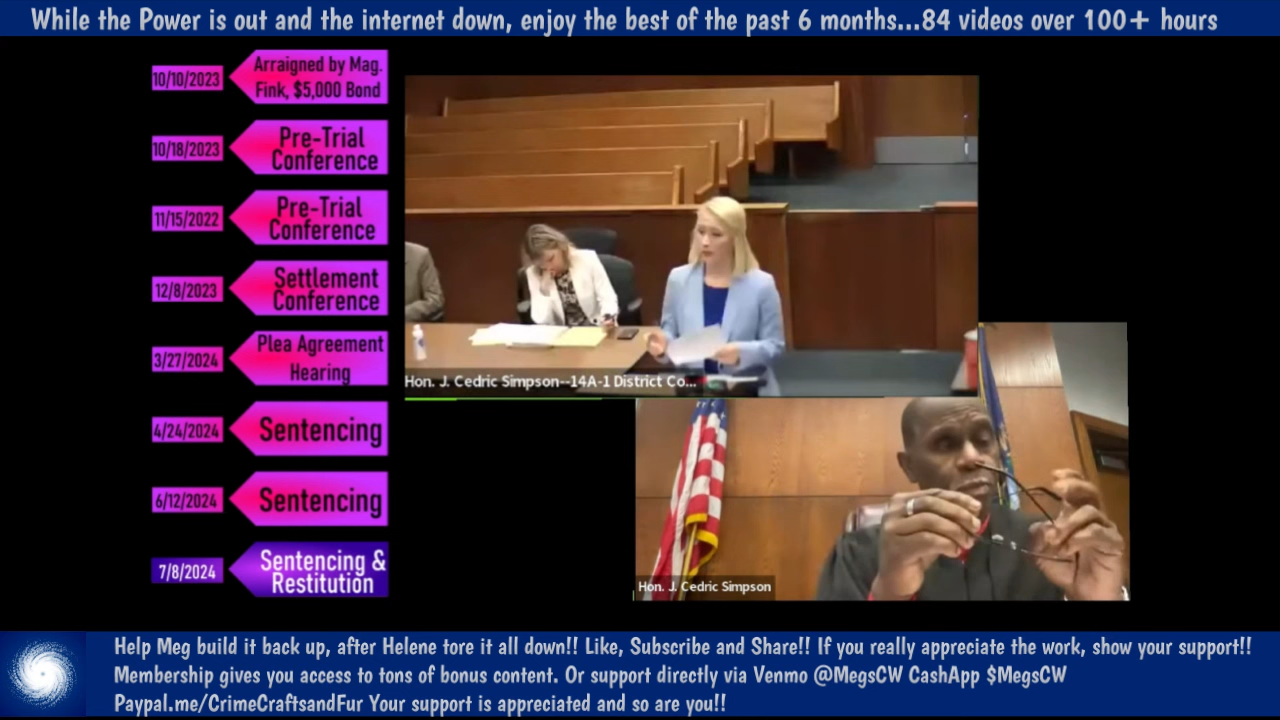 While the Power is out and the internet down, enjoy the best of the past 6 months...84 videos over 100+ hours
10/10/2023
Arraigned by Mag.
Fink, $5,000 Bond
10/18/2023
Pre-Trial
Conference
11/15/2022
Pre-Trial
Conference
12/8/2023
Settlement
Conference
3/27/2024
Plea Agreement
Hearing
4/24/2024
Sentencing
6/12/2024
Sentencing
7/8/2024
Sentencing &
Restitution
Hon. J. Cedric Simpson--14A-1 District Co...
Hon. J. Cedric Simpson
Help Meg build it back up, after Helene tore it all down!! Like, Subscribe and Share!! If you really appreciate the work, show your support!!
Membership gives you access to tons of bonus content. Or support directly via Venmo @MegsCW CashApp $MegsCW
Paypal.me/CrimeCraftsandFur Your support is appreciated and so are you!!